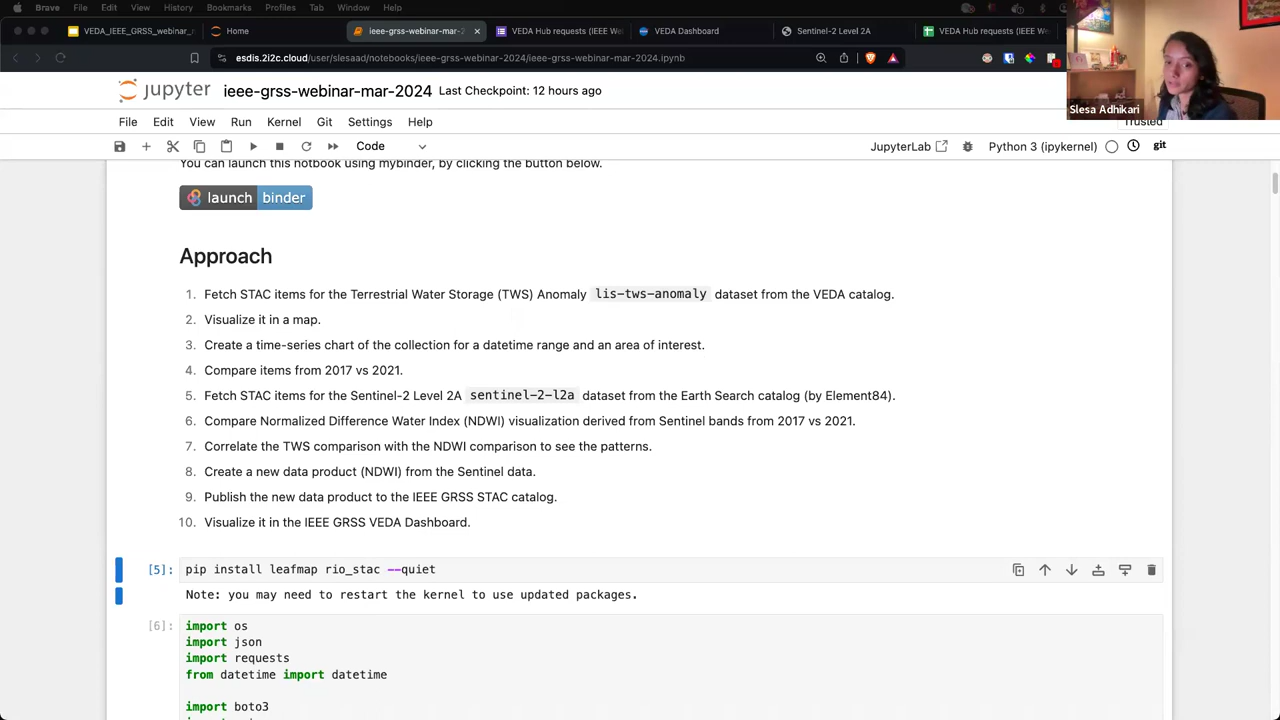 Brave File Edit View History Bookmarks Profiles Tab Window Help
VEDA_IEEE_GRSS_webinar_
Home
ieee-grss-webinar-mar-2
VEDA Hub requests (IEEE We
VEDA Dashboard
Sentinel-2 Level 2A
VEDA Hub requests (IEEE W
esdis.2i2c.cloud/user/slesaad/notebooks/ieee-grss-webinar-2024/ieee-grss-webinar-mar-2024.ipynb
jupyter ieee-grss-webinar-mar-2024 Last Checkpoint: 12 hours ago
Slesa Adhikari
File Edit View Run Kernel Git Settings Help
Trusted
Code
JupyterLab
Python 3 (ipykernel)
git
You can launch this notbook using mybinder, by clicking the button below.
launch binder
Approach
1. Fetch STAC items for the Terrestrial Water Storage (TWS) Anomaly lis-tws-anomaly dataset from the VEDA catalog.
2. Visualize it in a map.
3. Create a time-series chart of the collection for a datetime range and an area of interest.
4. Compare items from 2017 vs 2021.
5. Fetch STAC items for the Sentinel-2 Level 2A sentinel-2-l2a dataset from the Earth Search catalog (by Element84).
6. Compare Normalized Difference Water Index (NDWI) visualization derived from Sentinel bands from 2017 vs 2021.
7. Correlate the TWS comparison with the NDWI comparison to see the patterns.
8. Create a new data product (NDWI) from the Sentinel data.
9. Publish the new data product to the IEEE GRSS STAC catalog.
10. Visualize it in the IEEE GRSS VEDA Dashboard.
[5]: pip install leafmap rio_stac --quiet
Note: you may need to restart the kernel to use updated packages.
[6]: import os
import json
import requests
from datetime import datetime
import boto3